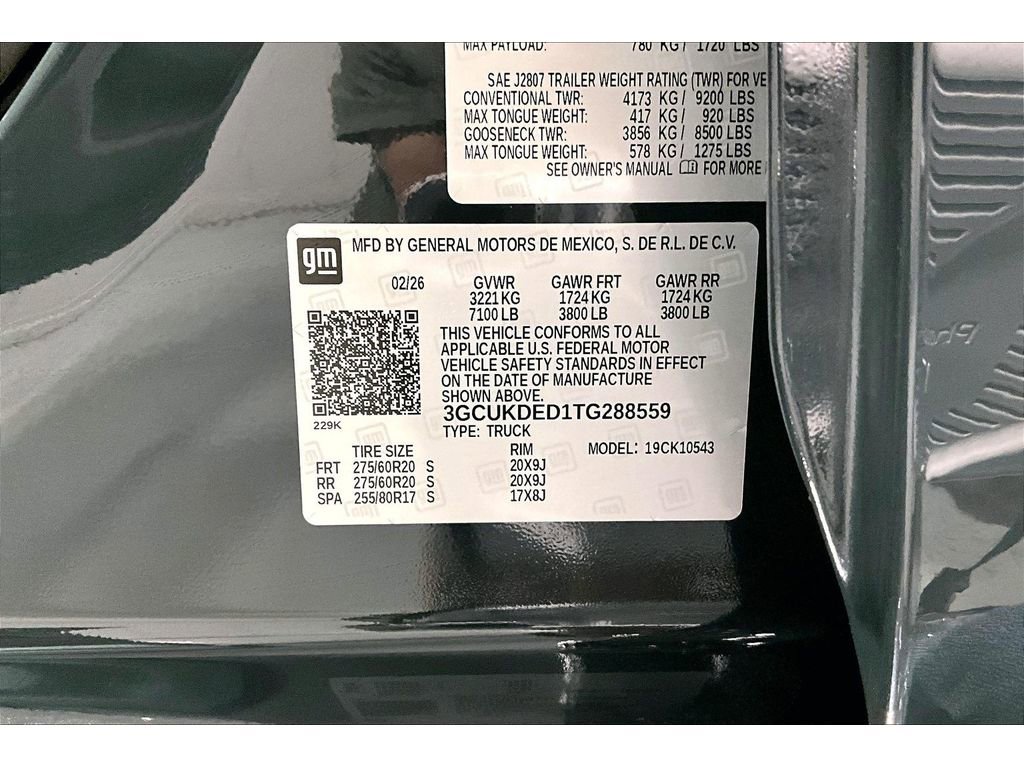 MAX PAYLOAD: 780 KG / 1720 LBS
SAE J2807 TRAILER WEIGHT RATING (TWR) FOR VE
CONVENTIONAL TWR: 4173 KG / 9200 LBS
MAX TONGUE WEIGHT: 417 KG / 920 LBS
GOOSENECK TWR: 3856 KG / 8500 LBS
MAX TONGUE WEIGHT: 578 KG / 1275 LBS
SEE OWNER'S MANUAL FOR MORE
gm
MFD BY GENERAL MOTORS DE MEXICO, S. DE R.L. DE C.V.
02/26 GVWR GAWR FRT GAWR RR
3221 KG 1724 KG 1724 KG
7100 LB 3800 LB 3800 LB
THIS VEHICLE CONFORMS TO ALL
APPLICABLE U.S. FEDERAL MOTOR
VEHICLE SAFETY STANDARDS IN EFFECT
ON THE DATE OF MANUFACTURE
SHOWN ABOVE.
3GCUKDED1TG288559
229K
TYPE: TRUCK
TIRE SIZE RIM MODEL: 19CK10543
FRT 275/60R20 S 20X9J
RR 275/60R20 S 20X9J
SPA 255/80R17 S 17X8J